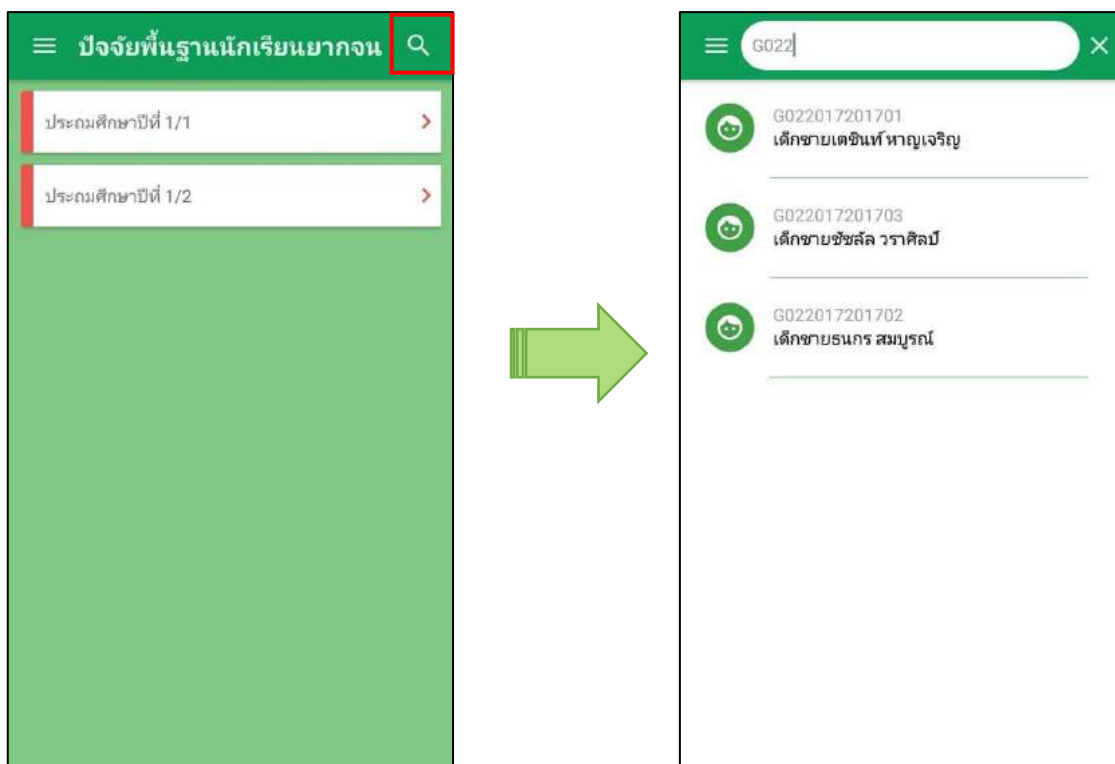 ปัจจัยพื้นฐานนักเรียนยากจน
ประถมศึกษาปีที่ 1/1
ประถมศึกษาปีที่ 1/2
G022
G022017201701
เด็กชายเตชินท์ หาญเจริญ
G022017201703
เด็กชายชัชลัล วราศิลป์
G022017201702
เด็กชายธนกร สมบูรณ์